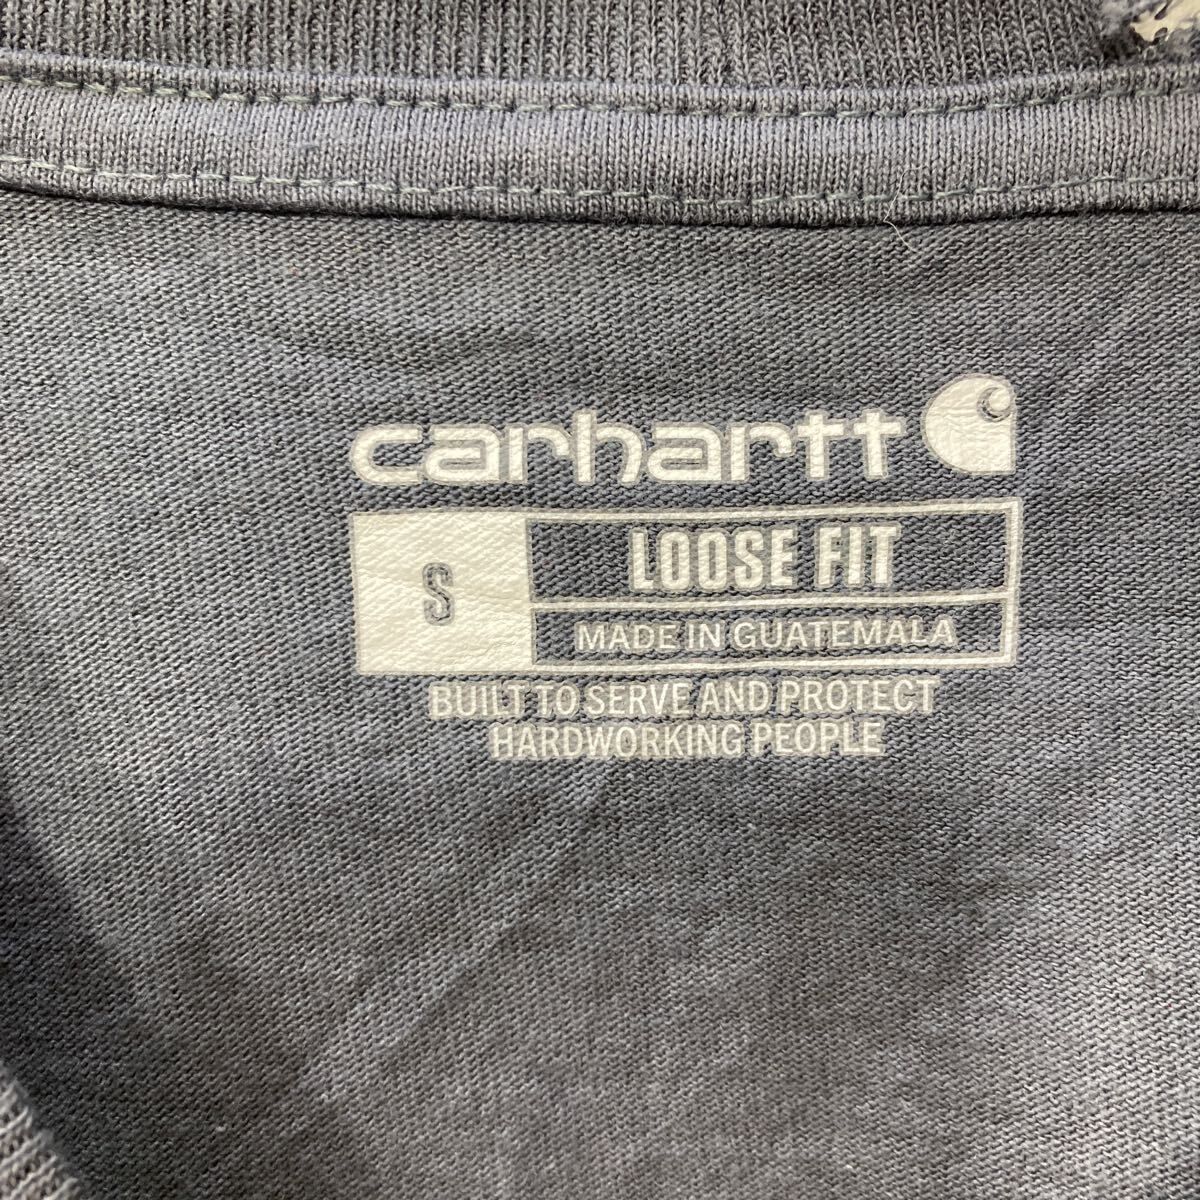 carhartt
S
LOOSE FIT
MADE IN GUATEMALA
BUILT TO SERVE AND PROTECT
HARDWORKING PEOPLE